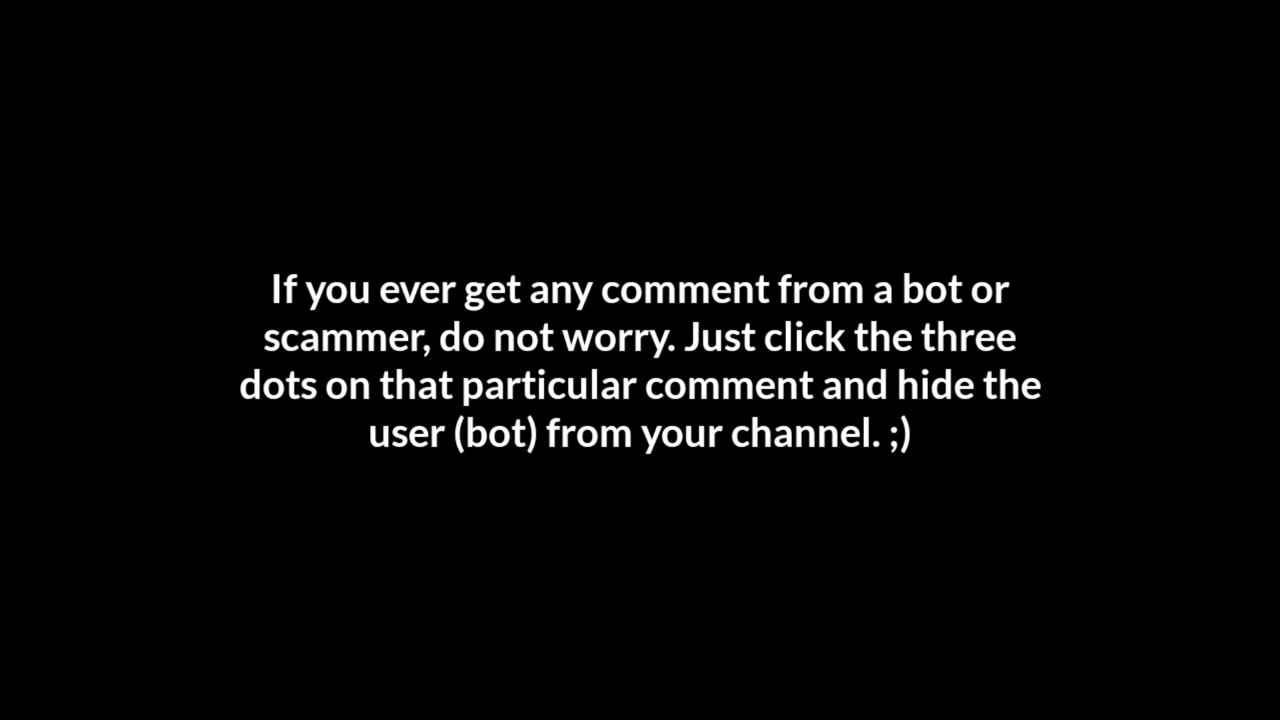 If you ever get any comment from a bot or
scammer, do not worry. Just click the three
dots on that particular comment and hide the
user (bot) from your channel. ;)